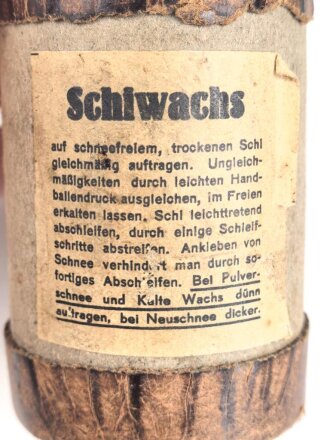 Schiwachs
auf schneefreiem, trockenen Schi
gleichmäßig auftragen. Ungleich-
mäßigkeiten durch leichten Hand-
ballendruck ausgleichen, im Freien
erkalten lassen. Schi leichttretend
abschleifen, durch einige Schleif-
schritte abstreifen. Ankleben von
Schnee verhindert man durch so-
fortiges Abschleifen. Bei Pulver-
schnee und Kälte Wachs dünn
auftragen, bei Neuschnee dicker.